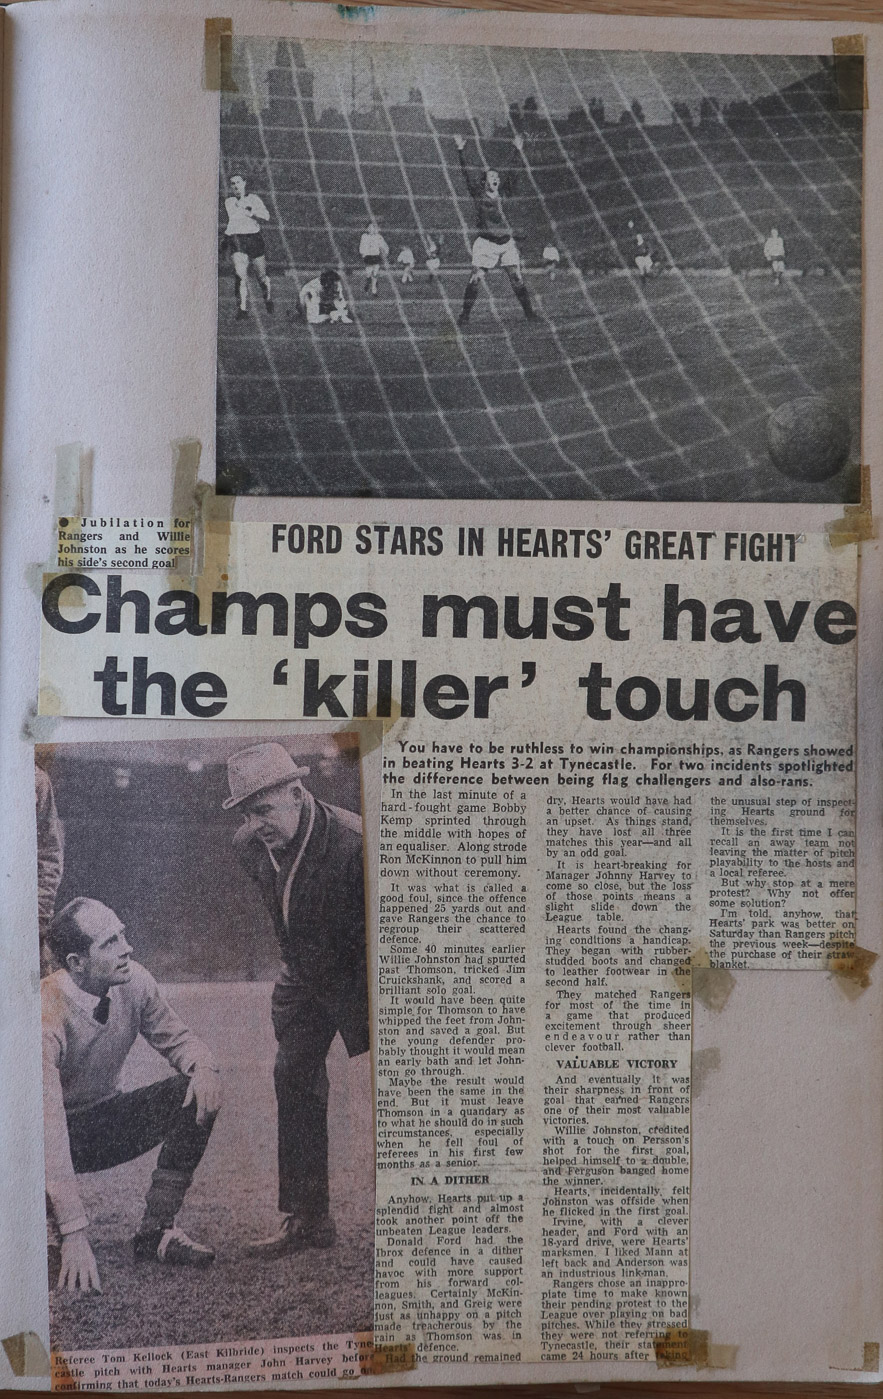 ● Jubilation for
Rangers and Willie
Johnston as he scores
his side's second goal
FORD STARS IN HEARTS' GREAT FIGHT
Champs must have
the 'killer' touch
You have to be ruthless to win championships, as Rangers showed
in beating Hearts 3-2 at Tynecastle. For two incidents spotlighted
the difference between being flag challengers and also-rans.
In the last minute of a
hard-fought game Bobby
Kemp sprinted through
the middle with hopes of
an equaliser. Along strode
Ron McKinnon to pull him
down without ceremony.
It was what is called a
good foul, since the offence
happened 25 yards out and
gave Rangers the chance to
regroup their scattered
defence.
Some 40 minutes earlier
Willie Johnston had spurted
past Thomson, tricked Jim
Cruickshank, and scored a
brilliant solo goal.
It would have been quite
simple for Thomson to have
whipped the feet from John-
ston and saved a goal. But
the young defender pro-
bably thought it would mean
an early bath and let John-
ston go through.
Maybe the result would
have been the same in the
end. But it must leave
Thomson in a quandary as
to what he should do in such
circumstances, especially
when he fell foul of
referees in his first few
months as a senior.
IN A DITHER
Anyhow, Hearts put up a
splendid fight and almost
took another point off the
unbeaten League leaders.
Donald Ford had the
Ibrox defence in a dither
and could have caused
havoc with more support
from his forward col-
leagues. Certainly McKin-
non, Smith, and Greig were
just as unhappy on a pitch
made treacherous by the
rain as Thomson was in
Hearts' defence.
Had the ground remained
dry, Hearts would have had
a better chance of causing
an upset. As things stand,
they have lost all three
matches this year—and all
by an odd goal.
It is heart-breaking for
Manager Johnny Harvey to
come so close, but the loss
of those points means a
slight slide down the
League table.
Hearts found the chang-
ing conditions a handicap.
They began with rubber-
studded boots and changed
to leather footwear in the
second half.
They matched Rangers
for most of the time in
a game that produced
excitement through sheer
endeavour rather than
clever football.
VALUABLE VICTORY
And eventually it was
their sharpness in front of
goal that earned Rangers
one of their most valuable
victories.
Willie Johnston, credited
with a touch on Persson's
shot for the first goal,
helped himself to a double,
and Ferguson banged home
the winner.
Hearts, incidentally, felt
Johnston was offside when
he flicked in the first goal.
Irvine, with a clever
header, and Ford with an
18-yard drive, were Hearts'
marksmen. I liked Mann at
left back and Anderson was
an industrious link-man.
Rangers chose an inappro-
priate time to make known
their pending protest to the
League over playing on bad
pitches. While they stressed
they were not referring to
Tynecastle, their statement
came 24 hours after taking
the unusual step of inspect-
ing Hearts ground for
themselves.
It is the first time I can
recall an away team not
leaving the matter of pitch
playability to the hosts and
a local referee.
But why stop at a mere
protest? Why not offer
some solution?
I'm told, anyhow, that
Hearts' park was better on
Saturday than Rangers pitch
the previous week—despite
the purchase of their straw
blanket.
Referee Tom Kellock (East Kilbride) inspects the Tyne-
castle pitch with Hearts manager John Harvey before
confirming that today's Hearts-Rangers match could go on